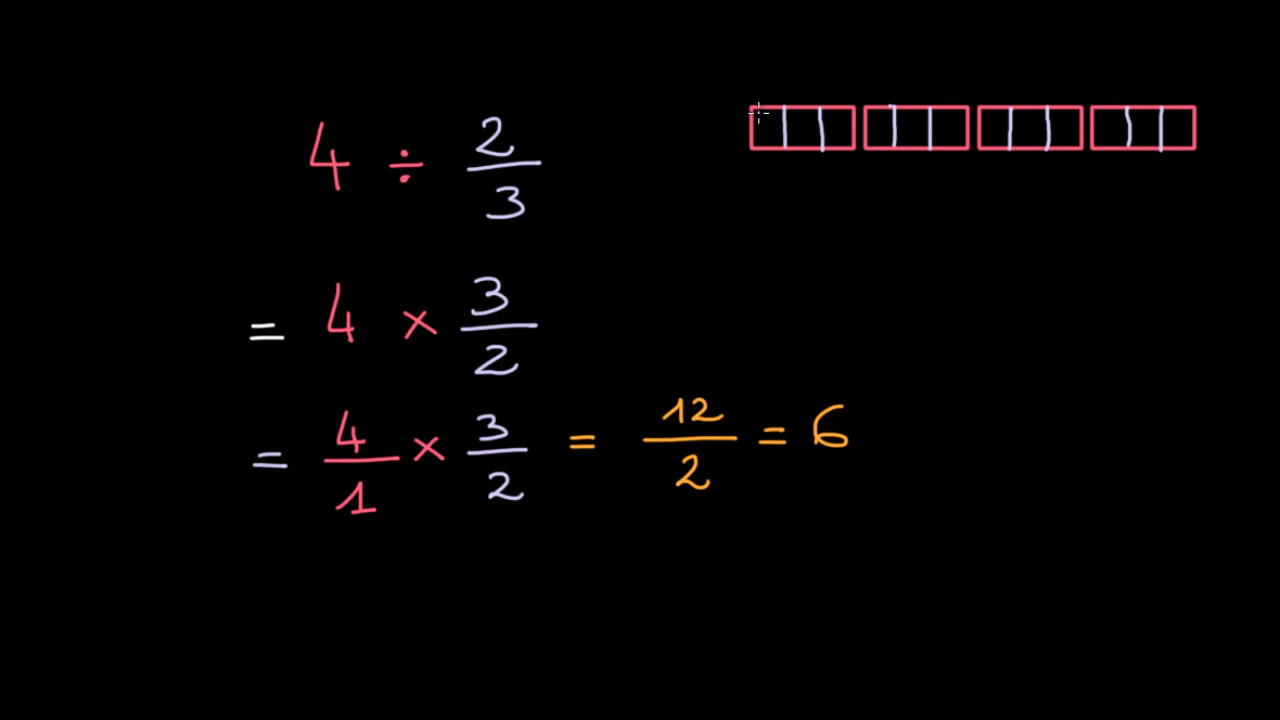 4 ÷ 2/3
= 4 × 3/2
= 4/1 × 3/2 = 12/2 = 6